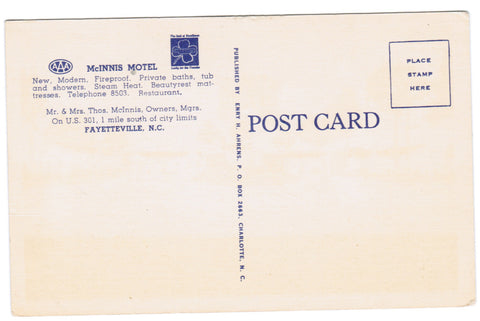 AAA
McINNIS MOTEL
New, Modern, Fireproof. Private baths, tub
and showers. Steam Heat. Beautyrest mat-
tresses. Telephone 8503. Restaurant.
Mr. & Mrs. Thos. McInnis, Owners, Mgrs.
On U.S. 301, 1 mile south of city limits
FAYETTEVILLE, N.C.
PUBLISHED BY ENRY H. AHRENS, P. O. BOX 2663, CHARLOTTE, N. C.
POST CARD
PLACE
STAMP
HERE